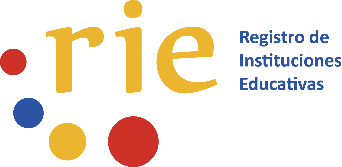 rie
Registro de
Instituciones
Educativas